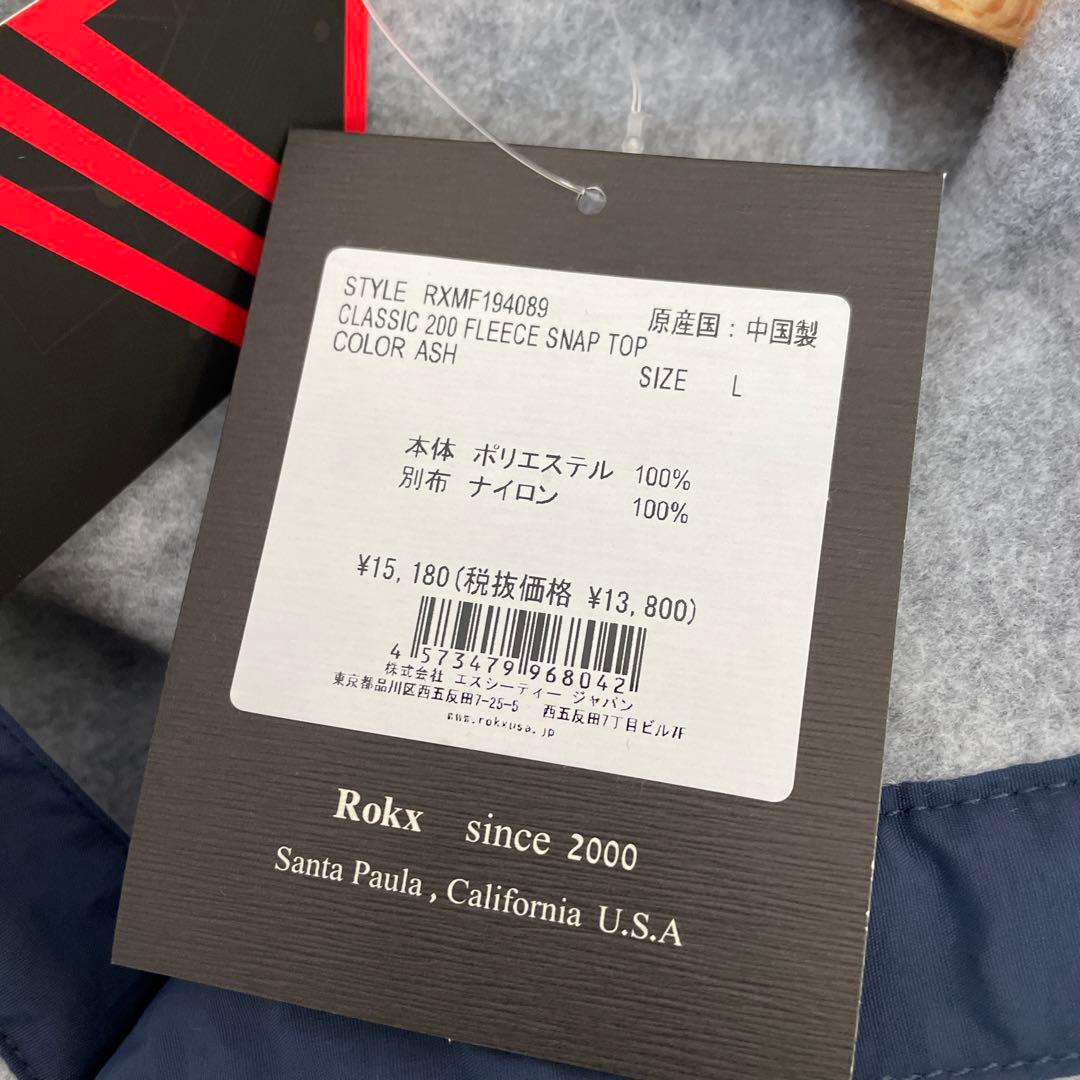 STYLE RXMF194089
原産国：中国製
CLASSIC 200 FLEECE SNAP TOP
COLOR ASH
SIZE L
本体 ポリエステル 100%
別布 ナイロン 100%
¥15,180(税抜価格 ¥13,800)
4 573479 968042
株式会社 エスシーティー ジャパン
東京都品川区西五反田7-25-5 西五反田7丁目ビル7F
www.rokxusa.jp
Rokx since 2000
Santa Paula, California U.S.A